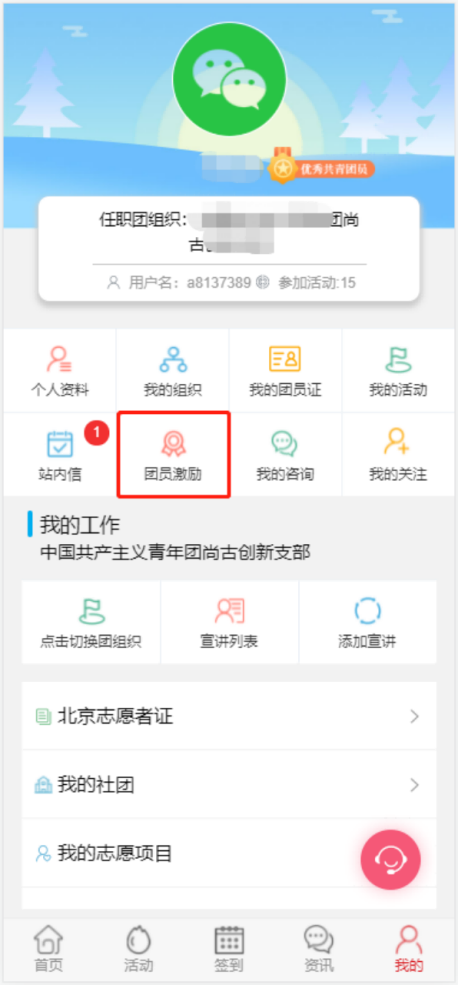 优秀共青团员
任职团组织:
团尚
古
用户名: a8137389 参加活动:15
个人资料 我的组织 我的团员证 我的活动
1
站内信 团员激励 我的咨询 我的关注
我的工作
中国共产主义青年团尚古创新支部
点击切换团组织 宣讲列表 添加宣讲
北京志愿者证
我的社团
我的志愿项目
首页 活动 签到 资讯 我的